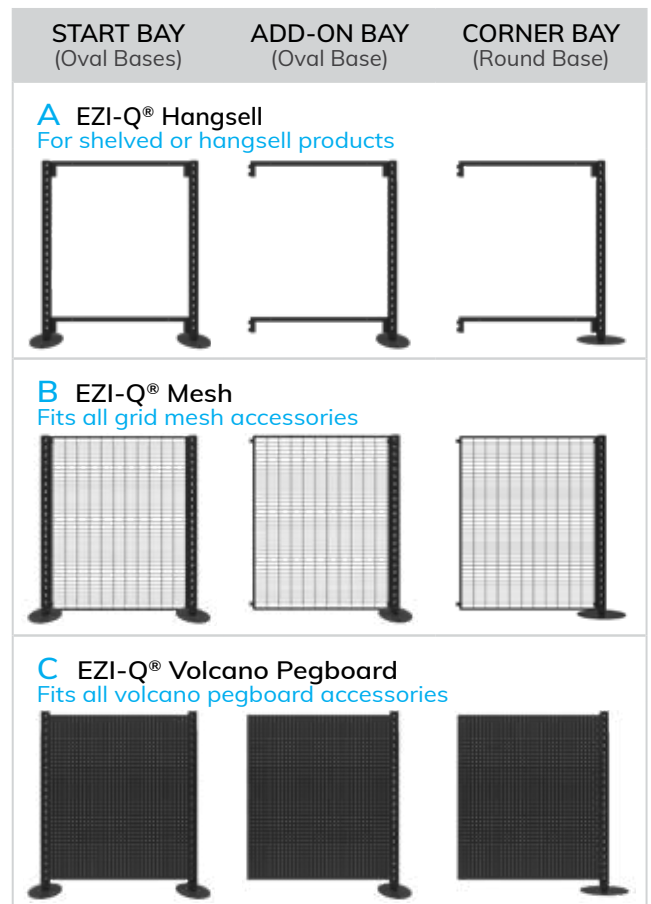 START BAY
(Oval Bases)
ADD-ON BAY
(Oval Base)
CORNER BAY
(Round Base)
A EZI-Q® Hangsell
For shelved or hangsell products
B EZI-Q® Mesh
Fits all grid mesh accessories
C EZI-Q® Volcano Pegboard
Fits all volcano pegboard accessories